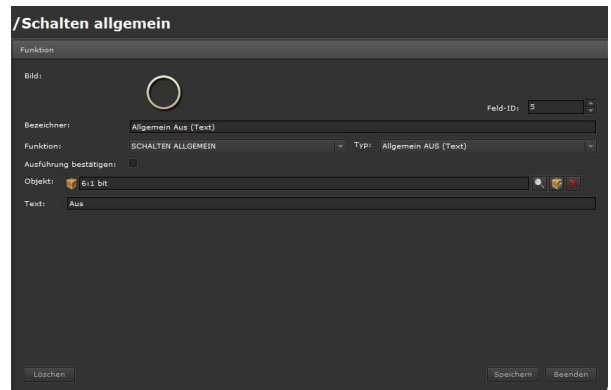 /Schalten allgemein
Funktion
Bild:
Feld-ID: 5
Bezeichner: Allgemein Aus (Text)
Funktion: SCHALTEN ALLGEMEIN Typ: Allgemein AUS (Text)
Ausführung bestätigen:
Objekt: 6:1 bit
Text: Aus
Löschen Speichern Beenden